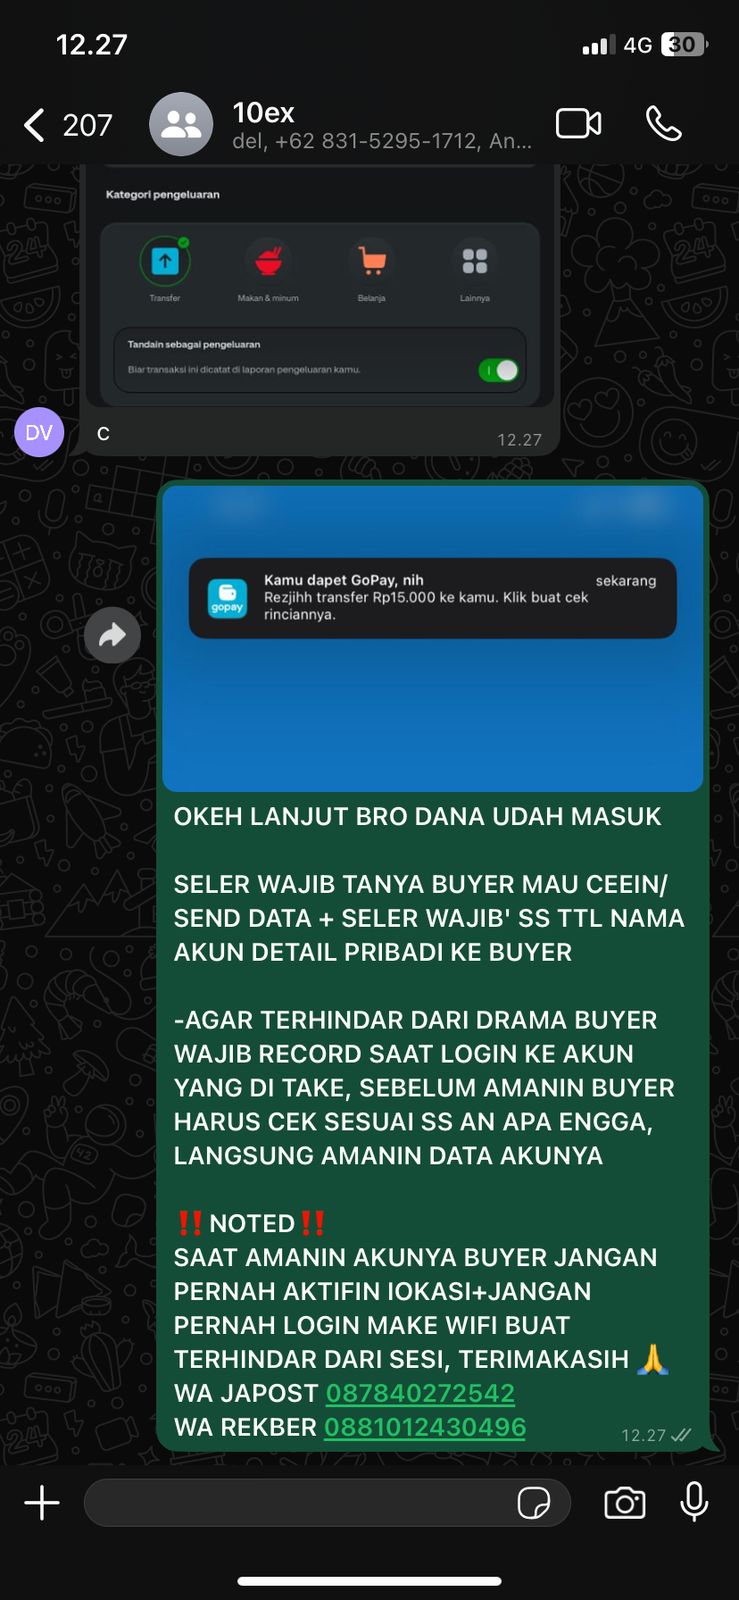 12.27
4G
30
207
10ex
del, +62 831-5295-1712, An...
Kategori pengeluaran
Transfer
Makan & minum
Belanja
Lainnya
Tandain sebagai pengeluaran
Biar transaksi ini dicatat di laporan pengeluaran kamu.
DV
C
12.27
Kamu dapet GoPay, nih
sekarang
gopay
Rezjihh transfer Rp15.000 ke kamu. Klik buat cek
rinciannya.
OKEH LANJUT BRO DANA UDAH MASUK
SELER WAJIB TANYA BUYER MAU CEEIN/
SEND DATA + SELER WAJIB' SS TTL NAMA
AKUN DETAIL PRIBADI KE BUYER
-AGAR TERHINDAR DARI DRAMA BUYER
WAJIB RECORD SAAT LOGIN KE AKUN
YANG DI TAKE, SEBELUM AMANIN BUYER
HARUS CEK SESUAI SS AN APA ENGGA,
LANGSUNG AMANIN DATA AKUNYA
‼️NOTED‼️
SAAT AMANIN AKUNYA BUYER JANGAN
PERNAH AKTIFIN lOKASI+JANGAN
PERNAH LOGIN MAKE WIFI BUAT
TERHINDAR DARI SESI, TERIMAKASIH 🙏
WA JAPOST 087840272542
WA REKBER 0881012430496
12.27